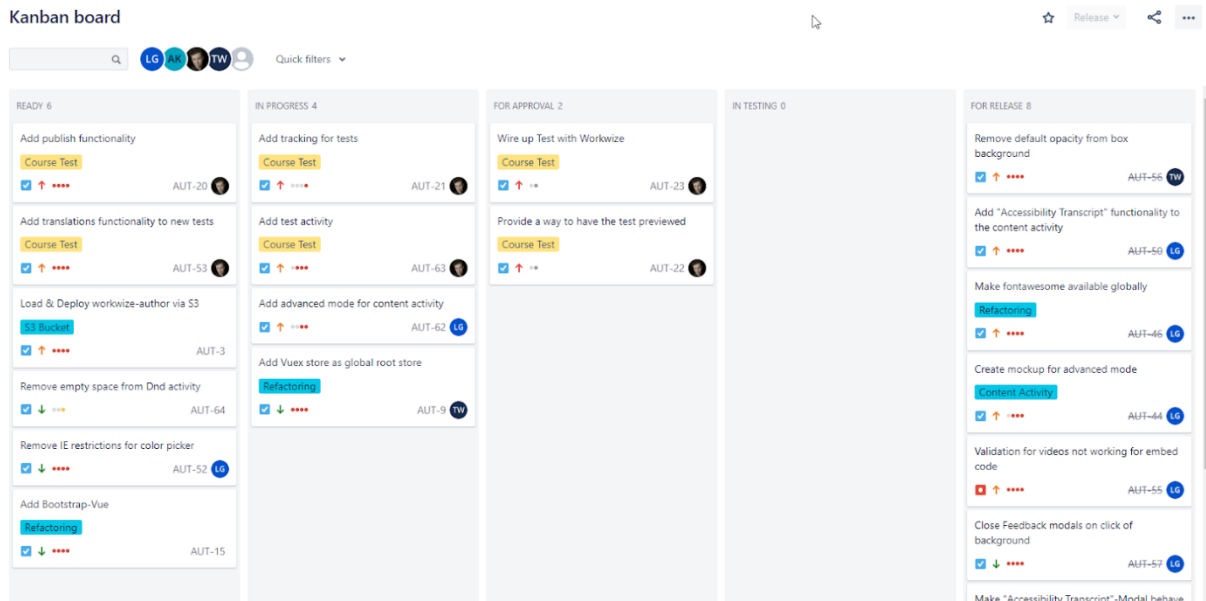 Kanban board
Release
LG AK TW
Quick filters
READY 6
Add publish functionality
Course Test
AUT-20
Add translations functionality to new tests
Course Test
AUT-53
Load & Deploy workwize-author via S3
S3 Bucket
AUT-3
Remove empty space from Dnd activity
AUT-64
Remove IE restrictions for color picker
AUT-52 LG
Add Bootstrap-Vue
Refactoring
AUT-15
IN PROGRESS 4
Add tracking for tests
Course Test
AUT-21
Add test activity
Course Test
AUT-63
Add advanced mode for content activity
AUT-62 LG
Add Vuex store as global root store
Refactoring
AUT-9 TW
FOR APPROVAL 2
Wire up Test with Workwize
Course Test
AUT-23
Provide a way to have the test previewed
Course Test
AUT-22
IN TESTING 0
FOR RELEASE 8
Remove default opacity from box
background
AUT-56 TW
Add "Accessibility Transcript" functionality to
the content activity
AUT-50 LG
Make fontawesome available globally
Refactoring
AUT-46 LG
Create mockup for advanced mode
Content Activity
AUT-44 LG
Validation for videos not working for embed
code
AUT-55 LG
Close Feedback modals on click of
background
AUT-57 LG
Make "Accessibility Transcript"-Modal behave